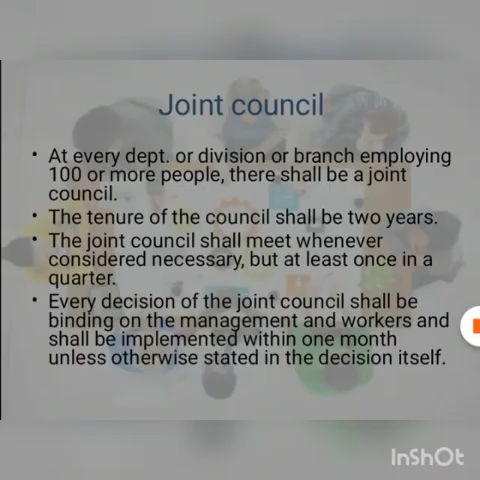 Joint council
• At every dept. or division or branch employing
100 or more people, there shall be a joint
council.
• The tenure of the council shall be two years.
• The joint council shall meet whenever
considered necessary, but at least once in a
quarter.
• Every decision of the joint council shall be
binding on the management and workers and
shall be implemented within one month
unless otherwise stated in the decision itself.
InShOt